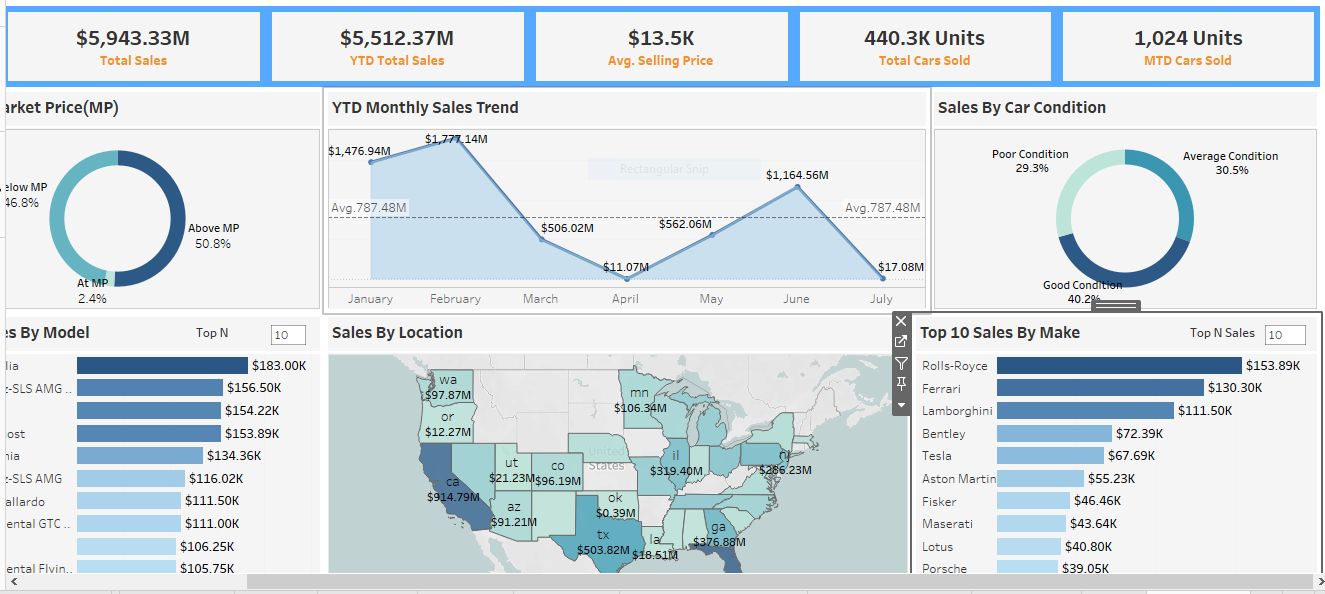 $5,943.33M
Total Sales
$5,512.37M
YTD Total Sales
$13.5K
Avg. Selling Price
440.3K Units
Total Cars Sold
1,024 Units
MTD Cars Sold
arket Price(MP)
elow MP
46.8%
Above MP
50.8%
At MP
2.4%
YTD Monthly Sales Trend
$1,476.94M
$1,777.14M
Rectangular Snip
$1,164.56M
Avg.787.48M
Avg.787.48M
$506.02M
$562.06M
$11.07M
$17.08M
January February March April May June July
Sales By Car Condition
Poor Condition
29.3%
Average Condition
30.5%
Good Condition
40.2%
es By Model
Top N
10
lia $183.00K
z-SLS AMG .. $156.50K
$154.22K
ost $153.89K
nia $134.36K
z-SLS AMG $116.02K
allardo $111.50K
ental GTC .. $111.00K
$106.25K
ental Flyin.. $105.75K
Sales By Location
wa
$97.87M
or
$12.27M
mn
$106.34M
United
States
ut
$21.23M
co
$96.19M
il
$319.40M
nj
$286.23M
ca
$914.79M
az
$91.21M
ok
$0.39M
tx
$503.82M
la
$18.51M
ga
$376.88M
Top 10 Sales By Make
Top N Sales
10
Rolls-Royce $153.89K
Ferrari $130.30K
Lamborghini $111.50K
Bentley $72.39K
Tesla $67.69K
Aston Martin $55.23K
Fisker $46.46K
Maserati $43.64K
Lotus $40.80K
Porsche $39.05K